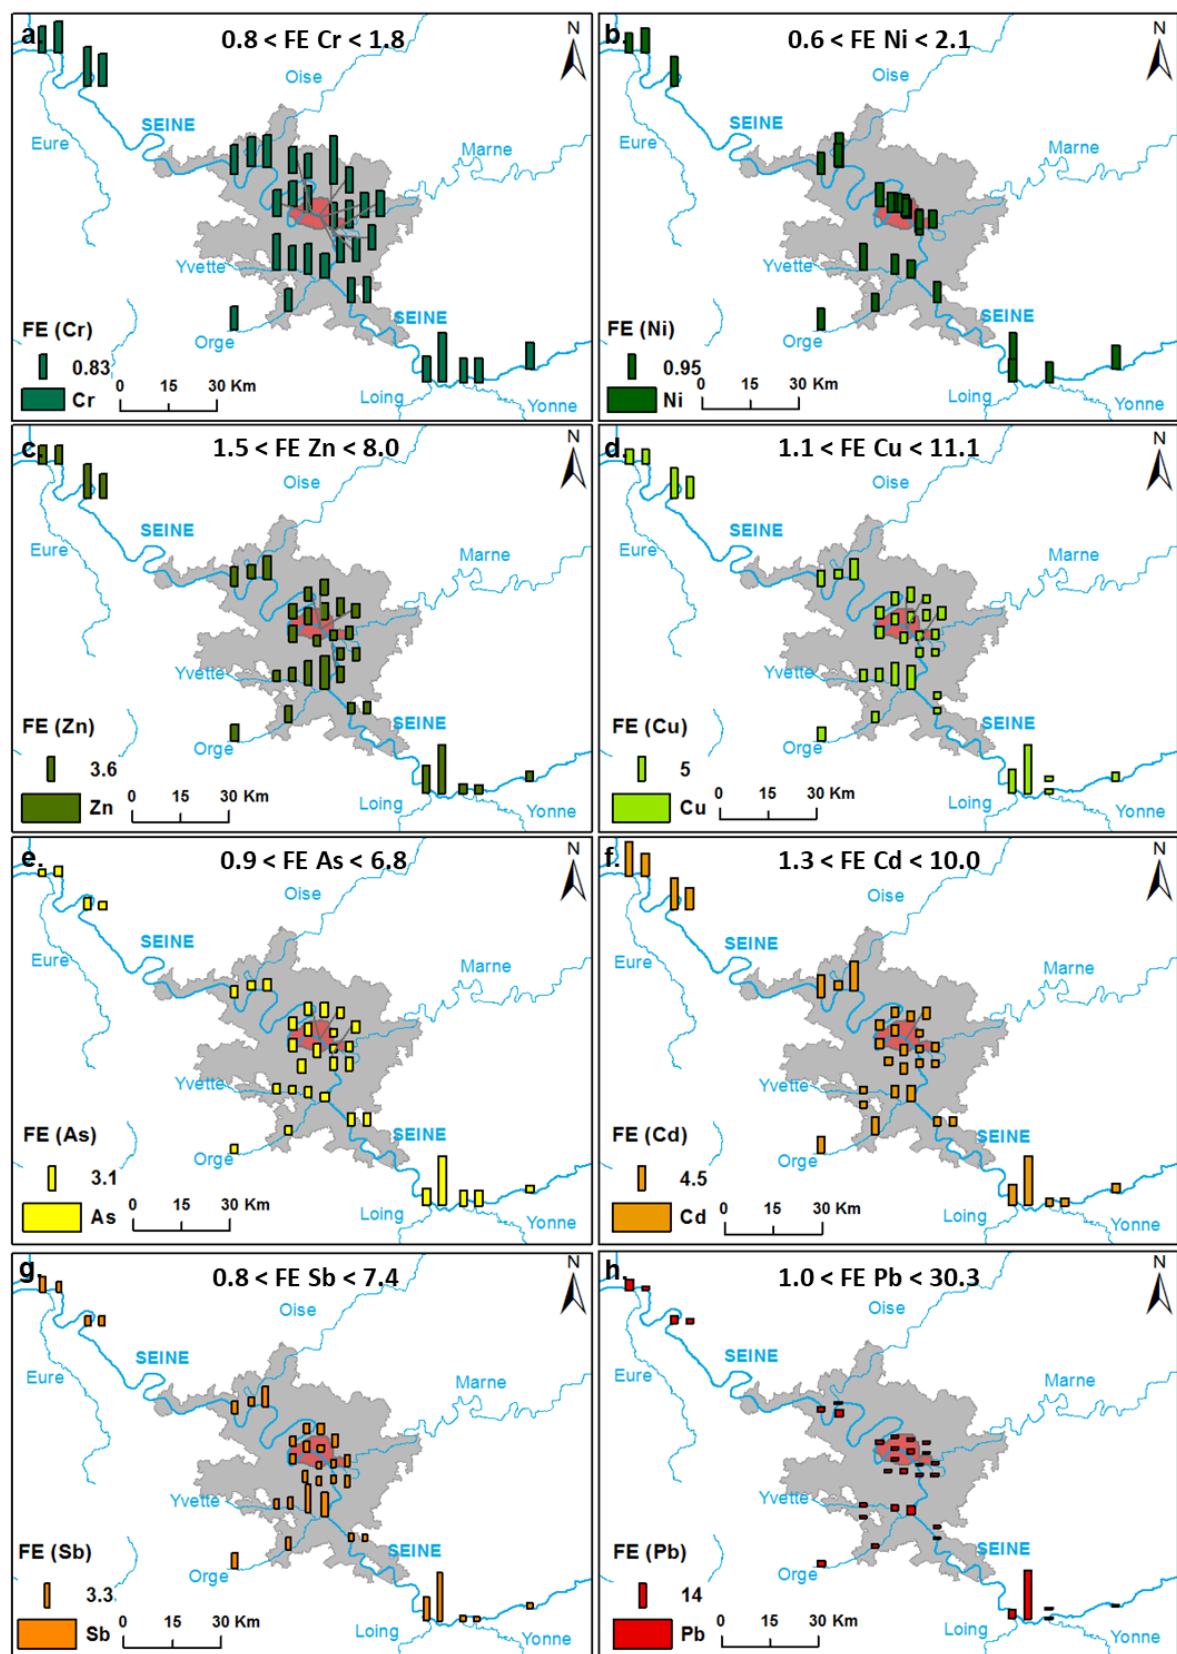 a.
0.8 < FE Cr < 1.8
N
Oise
SEINE
Eure
Marne
Yvette
SEINE
FE (Cr)
Orge
0.83
0 15 30 Km
Cr
Loing
Yonne
b.
0.6 < FE Ni < 2.1
N
Oise
SEINE
Eure
Marne
Yvette
SEINE
FE (Ni)
Orge
0.95
0 15 30 Km
Ni
Loing
Yonne
c.
1.5 < FE Zn < 8.0
N
Oise
SEINE
Eure
Marne
Yvette
SEINE
FE (Zn)
Orge
3.6
0 15 30 Km
Zn
Loing
Yonne
d.
1.1 < FE Cu < 11.1
N
Oise
SEINE
Eure
Marne
Yvette
SEINE
FE (Cu)
Orge
5
0 15 30 Km
Cu
Loing
Yonne
e.
0.9 < FE As < 6.8
N
Oise
SEINE
Eure
Marne
Yvette
SEINE
FE (As)
Orge
3.1
0 15 30 Km
As
Loing
Yonne
f.
1.3 < FE Cd < 10.0
N
Oise
SEINE
Eure
Marne
Yvette
SEINE
FE (Cd)
Orge
4.5
0 15 30 Km
Cd
Loing
Yonne
g.
0.8 < FE Sb < 7.4
N
Oise
SEINE
Eure
Marne
Yvette
SEINE
FE (Sb)
Orge
3.3
0 15 30 Km
Sb
Loing
Yonne
h.
1.0 < FE Pb < 30.3
N
Oise
SEINE
Eure
Marne
Yvette
SEINE
FE (Pb)
Orge
14
0 15 30 Km
Pb
Loing
Yonne